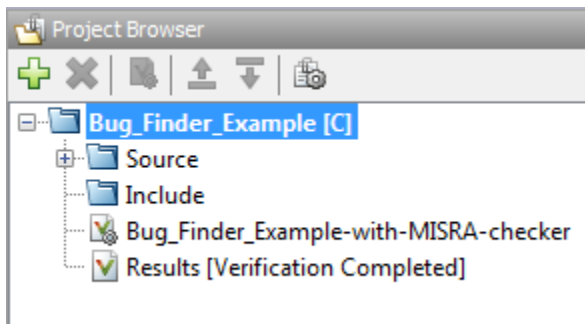 Project Browser
Bug_Finder_Example [C]
Source
Include
Bug_Finder_Example-with-MISRA-checker
Results [Verification Completed]